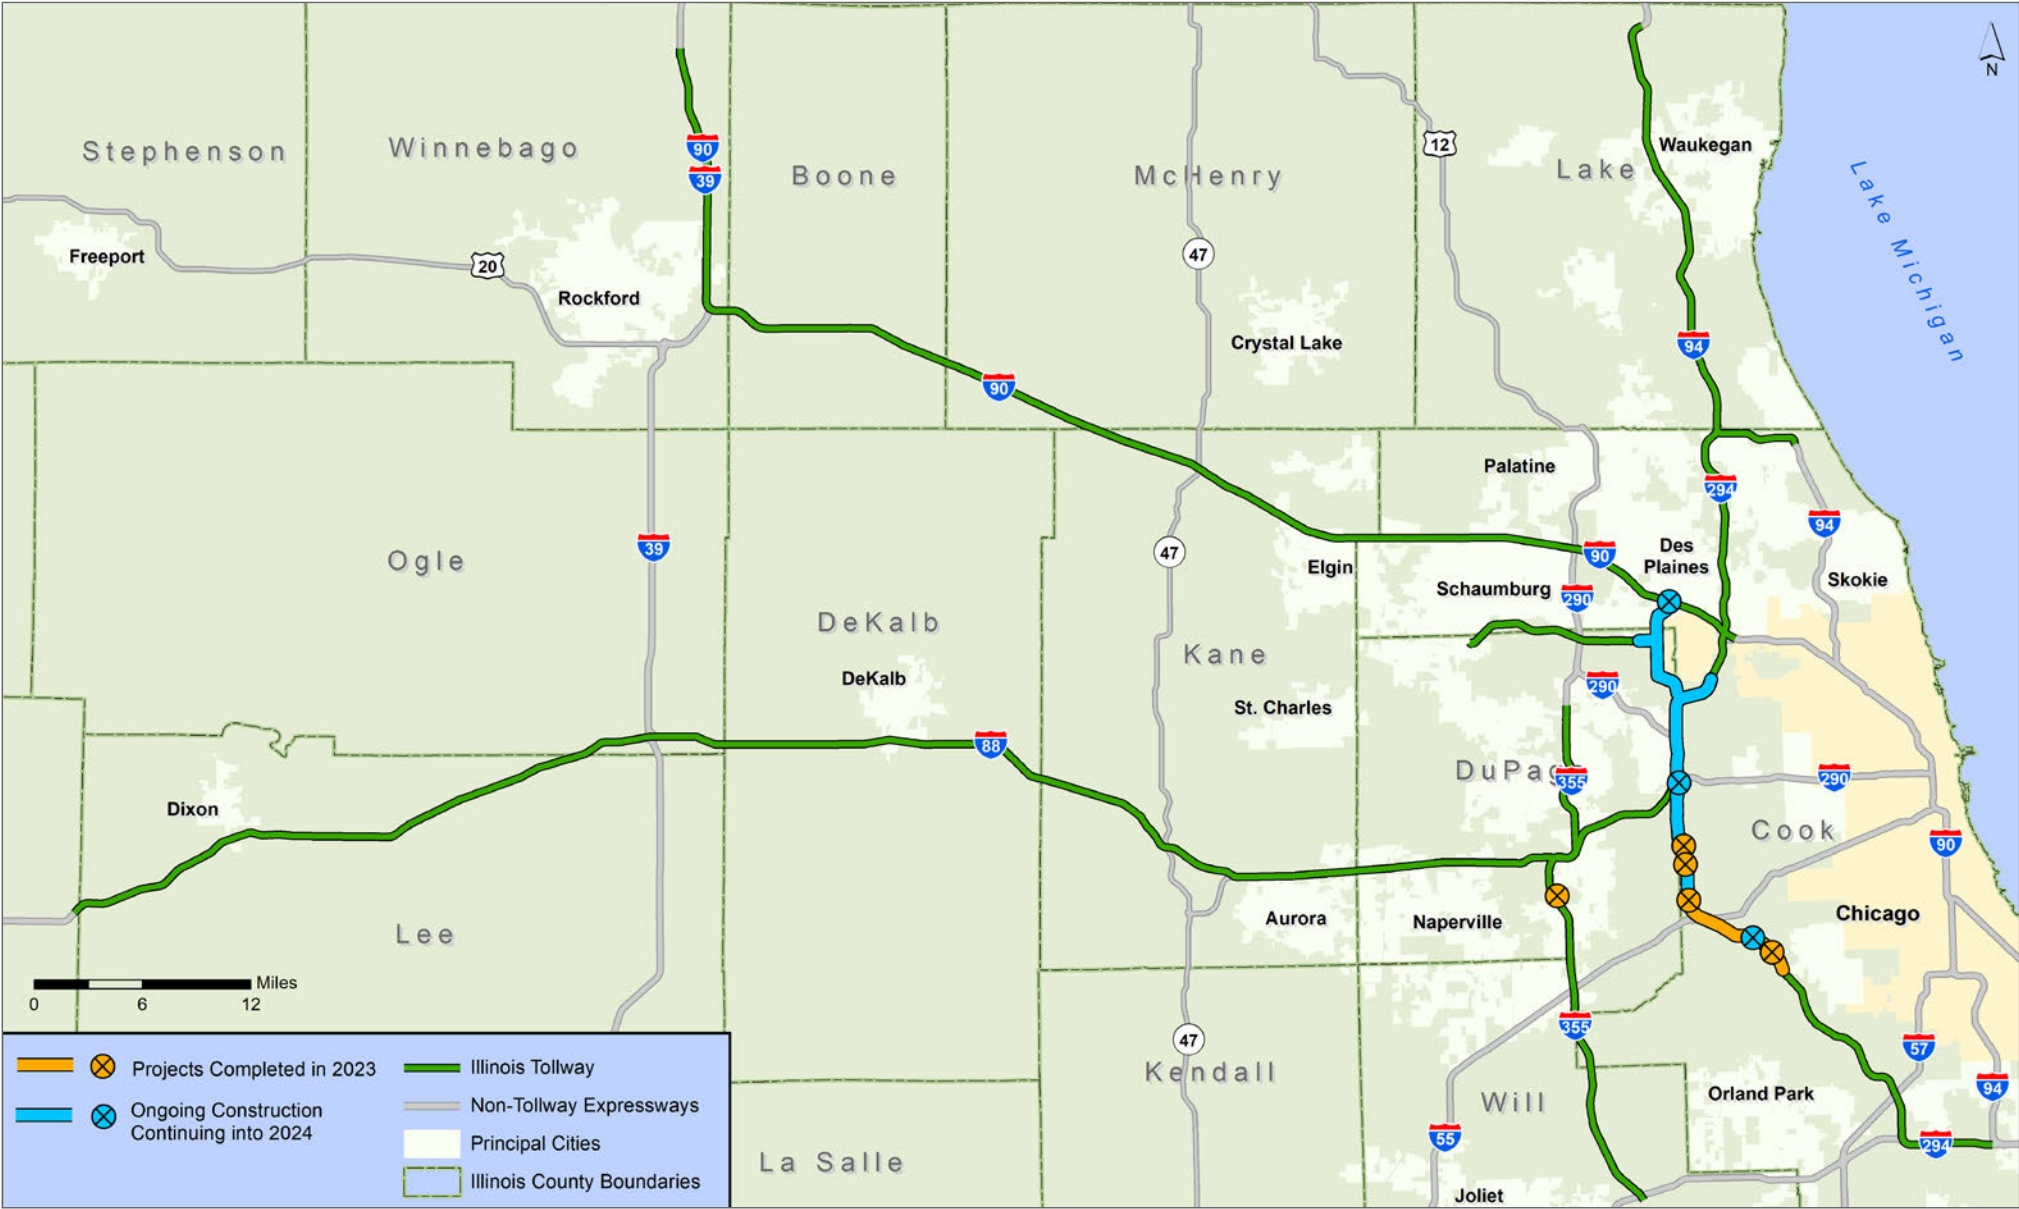 N
90
39
Stephenson
Winnebago
Boone
McHenry
12
Lake
Waukegan
Lake Michigan
Freeport
20
Rockford
47
Crystal Lake
94
90
Palatine
294
94
Ogle
39
47
Elgin
90
Des
Plaines
Schaumburg
290
Skokie
DeKalb
DeKalb
Kane
St. Charles
290
88
DuPag
355
290
Dixon
Cook
90
Lee
Aurora
Naperville
Chicago
Miles
0
6
12
355
47
57
Kendall
Will
Orland Park
94
55
294
La Salle
Joliet
Projects Completed in 2023
Ongoing Construction
Continuing into 2024
Illinois Tollway
Non-Tollway Expressways
Principal Cities
Illinois County Boundaries